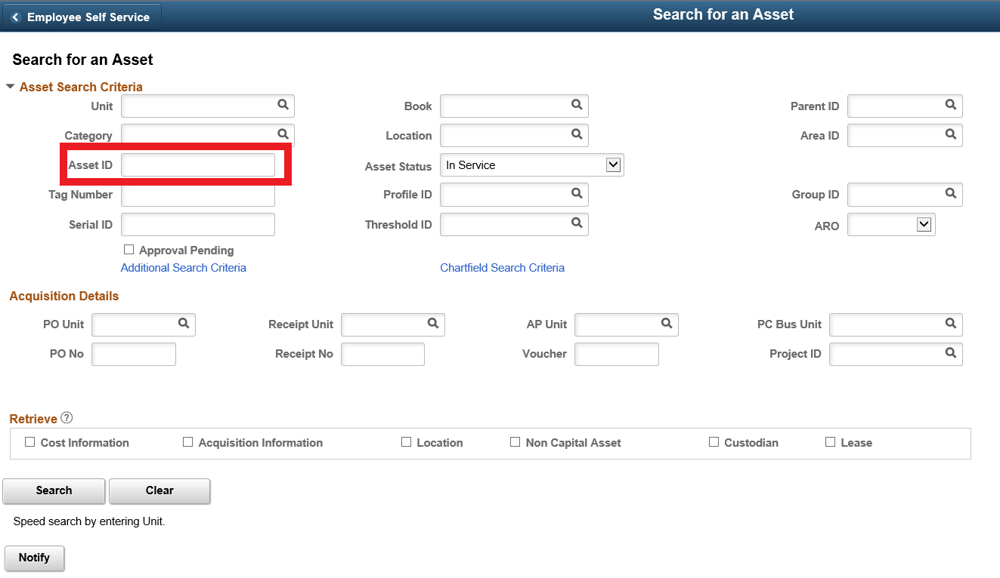 Employee Self Service
Search for an Asset
Search for an Asset
Asset Search Criteria
Unit Book Parent ID
Category Location Area ID
Asset ID Asset Status In Service
Tag Number Profile ID Group ID
Serial ID Threshold ID ARO
Approval Pending
Additional Search Criteria Chartfield Search Criteria
Acquisition Details
PO Unit Receipt Unit AP Unit PC Bus Unit
PO No Receipt No Voucher Project ID
Retrieve ?
Cost Information Acquisition Information Location Non Capital Asset Custodian Lease
Search Clear
Speed search by entering Unit.
Notify